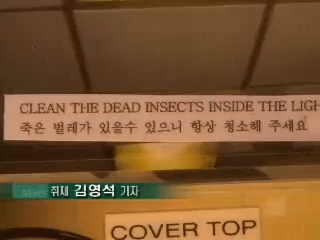 CLEAN THE DEAD INSECTS INSIDE THE
죽은 벌레가 있을수 있으니 항상 청소해 주세요
NEWS 취재 김영석 기자
COVER TOP